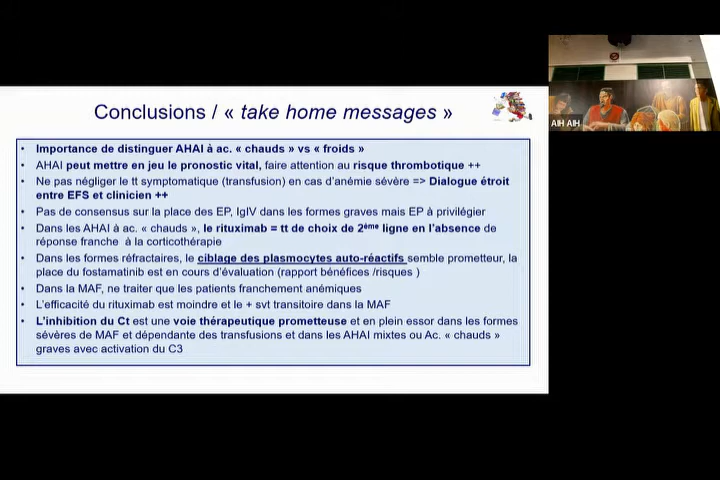 Conclusions / « take home messages »
• Importance de distinguer AHAI à ac. « chauds » vs « froids »
• AHAI peut mettre en jeu le pronostic vital, faire attention au risque thrombotique ++
• Ne pas négliger le tt symptomatique (transfusion) en cas d'anémie sévère => Dialogue étroit
entre EFS et clinicien ++
• Pas de consensus sur la place des EP, IgIV dans les formes graves mais EP à privilégier
• Dans les AHAI à ac. « chauds », le rituximab = tt de choix de 2ème ligne en l'absence de
réponse franche à la corticothérapie
• Dans les formes réfractaires, le ciblage des plasmocytes auto-réactifs semble prometteur, la
place du fostamatinib est en cours d'évaluation (rapport bénéfices /risques )
• Dans la MAF, ne traiter que les patients franchement anémiques
• L'efficacité du rituximab est moindre et le + svt transitoire dans la MAF
• L'inhibition du Ct est une voie thérapeutique prometteuse et en plein essor dans les formes
sévères de MAF et dépendante des transfusions et dans les AHAI mixtes ou Ac. « chauds »
graves avec activation du C3
AIH AIH